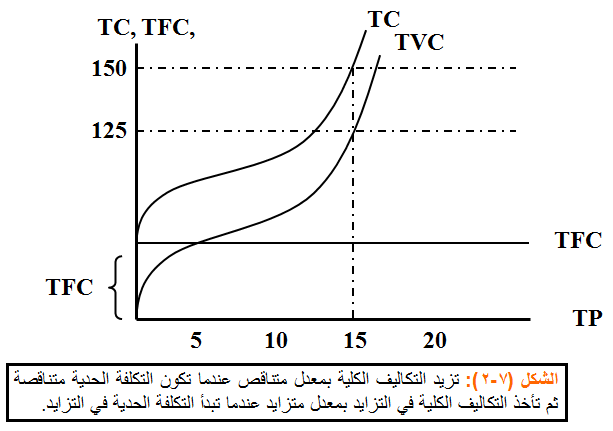 TC, TFC,
TC
TVC
150
125
TFC
TFC
TP
5 10 15 20
الشكل (٧-٢): تزيد التكاليف الكلية بمعدل متناقص عندما تكون التكلفة الحدية متناقصة
ثم تأخذ التكاليف الكلية في التزايد بمعدل متزايد عندما تبدأ التكلفة الحدية في التزايد.